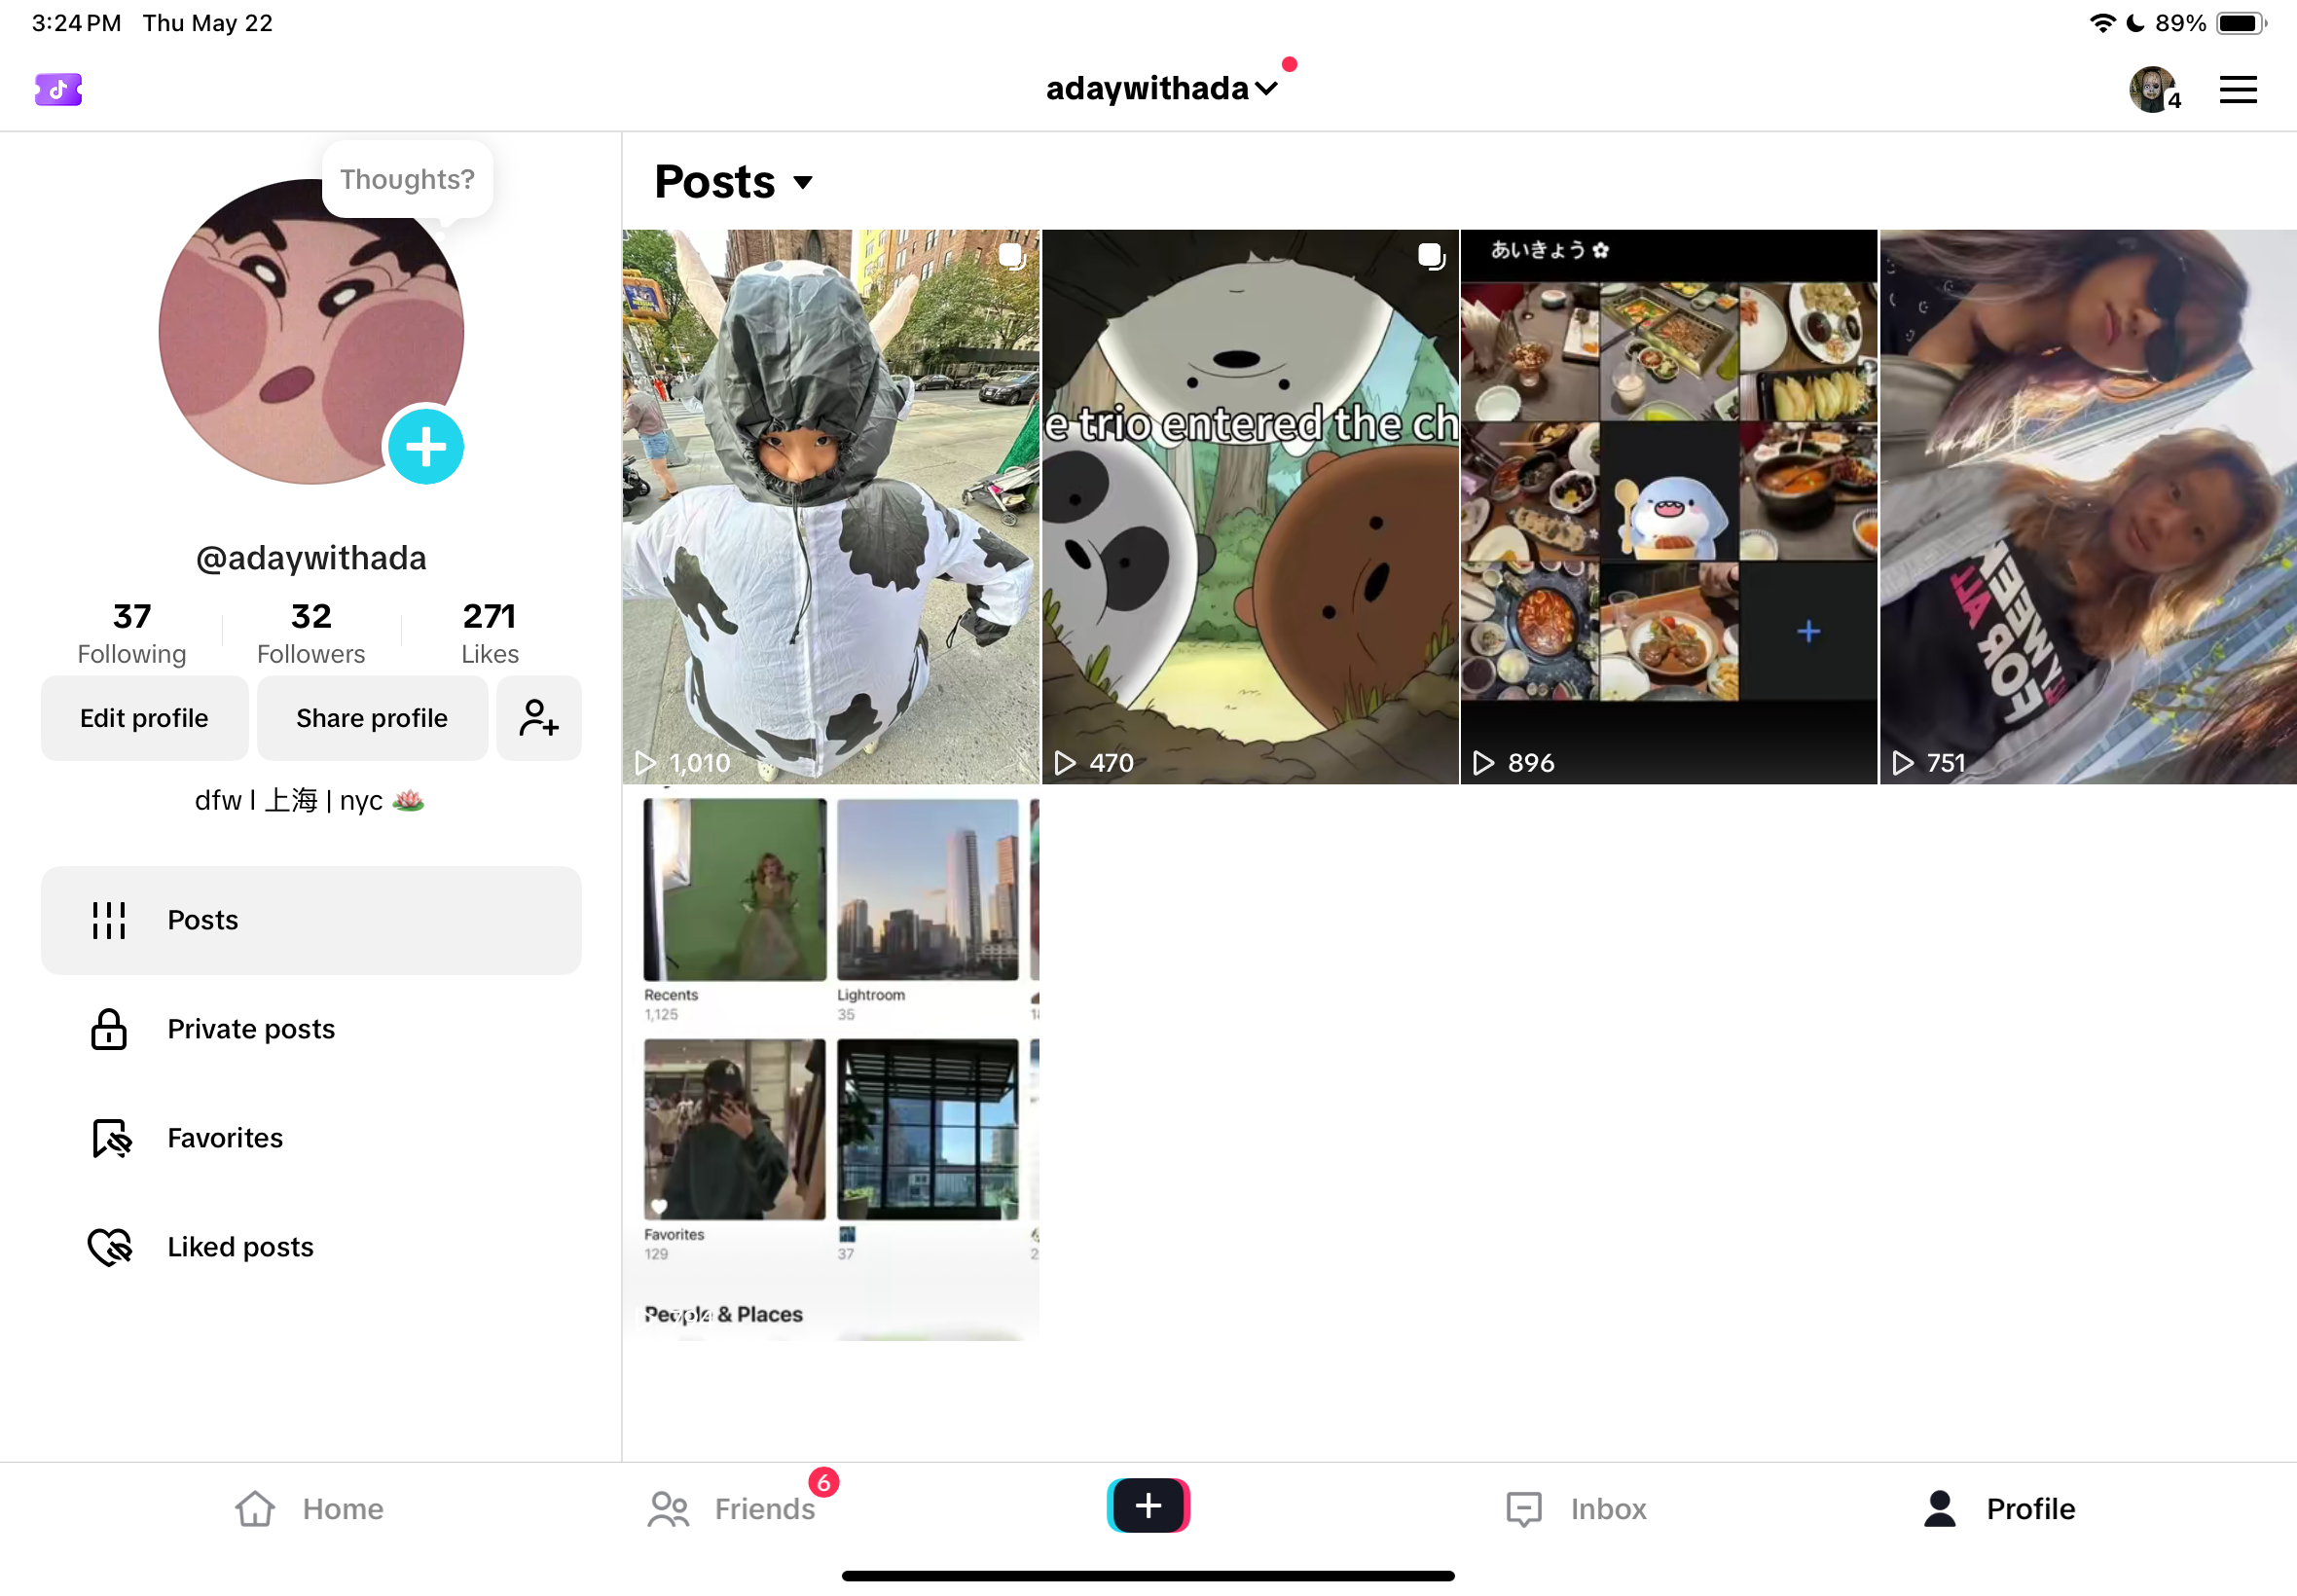 3:24 PM Thu May 22
89%
adaywithada
4
Thoughts?
@adaywithada
37
Following
32
Followers
271
Likes
Edit profile
Share profile
dfw | 上海 | nyc 🪷
Posts
Private posts
Favorites
Liked posts
Posts
1,010
e trio entered the ch
470
あいきょう ✿
896
ALL
FOR
751
Recents
1,125
Lightroom
35
Favorites
129
37
People & Places
Home
Friends
6
Inbox
Profile